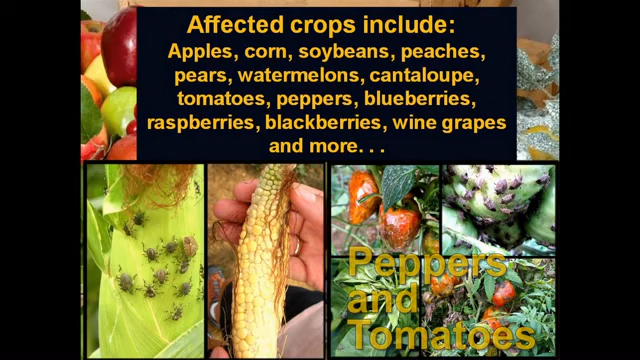 Affected crops include:
Apples, corn, soybeans, peaches,
pears, watermelons, cantaloupe,
tomatoes, peppers, blueberries,
raspberries, blackberries, wine grapes
and more. . .
Peppers
and
Tomatoes